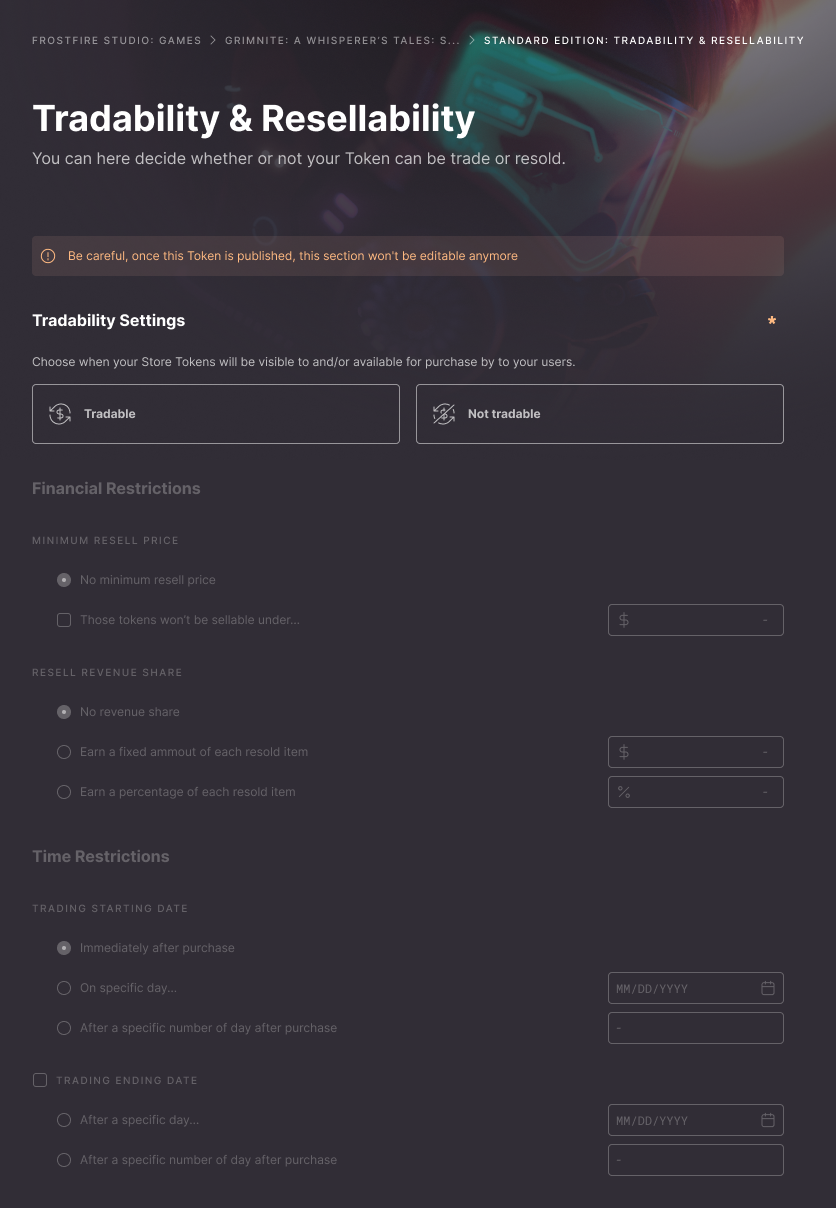 FROSTFIRE STUDIO: GAMES > GRIMNITE: A WHISPERER'S TALES: S... > STANDARD EDITION: TRADABILITY & RESELLABILITY
Tradability & Resellability
You can here decide whether or not your Token can be trade or resold.
Be careful, once this Token is published, this section won't be editable anymore
Tradability Settings *
Choose when your Store Tokens will be visible to and/or available for purchase by to your users.
Tradable
Not tradable
Financial Restrictions
MINIMUM RESELL PRICE
No minimum resell price
Those tokens won't be sellable under... $ -
RESELL REVENUE SHARE
No revenue share
Earn a fixed ammout of each resold item $ -
Earn a percentage of each resold item % -
Time Restrictions
TRADING STARTING DATE
Immediately after purchase
On specific day... MM/DD/YYYY
After a specific number of day after purchase -
TRADING ENDING DATE
After a specific day... MM/DD/YYYY
After a specific number of day after purchase -